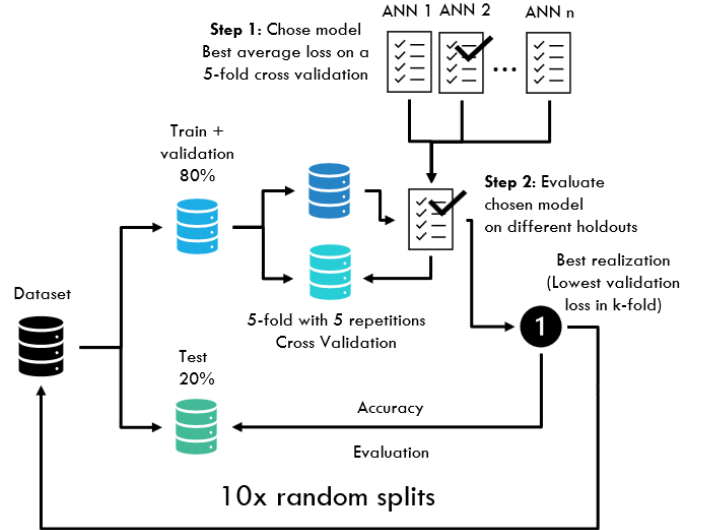 ANN 1 ANN 2 ANN n
Step 1: Chose model
Best average loss on a
5-fold cross validation
...
Train +
validation
80%
Step 2: Evaluate
chosen model
on different holdouts
Best realization
(Lowest validation
loss in k-fold)
Dataset
1
5-fold with 5 repetitions
Cross Validation
Test
20%
Accuracy
Evaluation
10x random splits